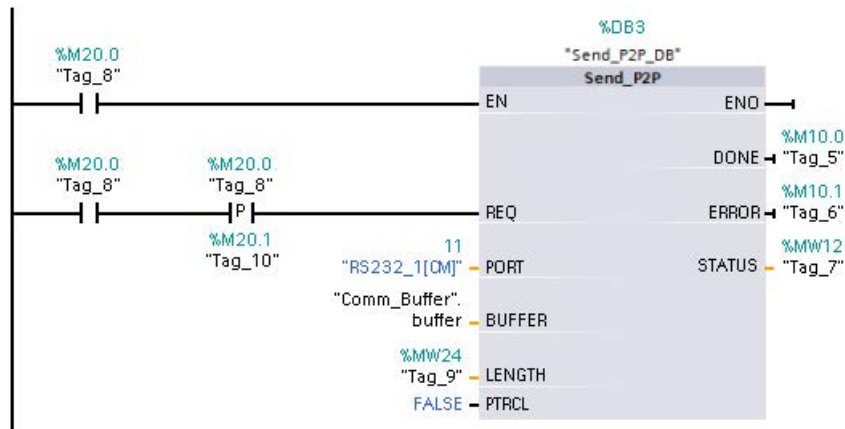 %DB3
"Send_P2P_DB"
Send_P2P
%M20.0
"Tag_8"
EN
ENO
DONE
%M10.0
"Tag_5"
%M20.0
"Tag_8"
%M20.0
"Tag_8"
P
%M20.1
"Tag_10"
REQ
ERROR
%M10.1
"Tag_6"
11
"RS232_1[CM]"
PORT
STATUS
%MW12
"Tag_7"
"Comm_Buffer".
buffer
BUFFER
%MW24
"Tag_9"
LENGTH
FALSE
PTRCL